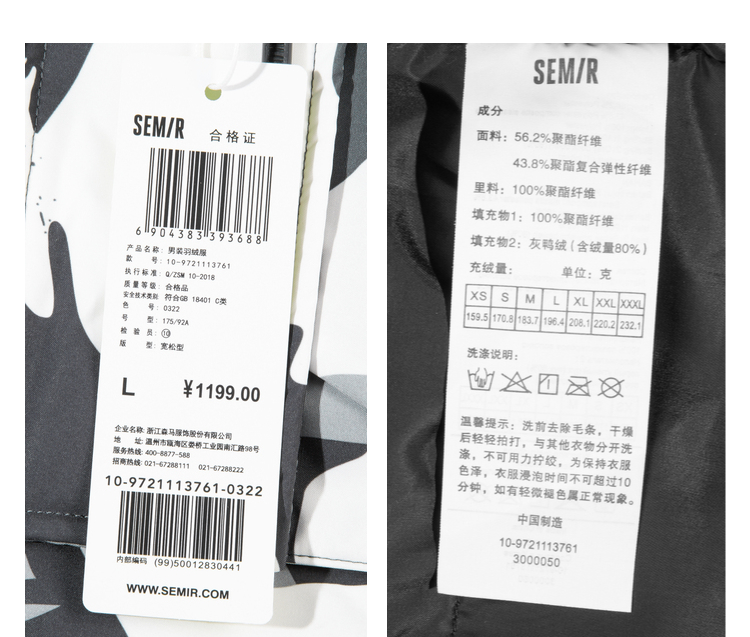 SEMIR
合格证
6 904383 393688
产品名称: 男装羽绒服
款 号: 10-9721113761
执行标准: Q/ZSM 10-2018
质量等级: 合格品
安全技术类别 符合GB 18401 C类
色 号: 0322
号 型: 175/92A
检 验 员: ⑩
版 型: 宽松型
L ¥1199.00
企业名称: 浙江森马服饰股份有限公司
地 址: 温州市瓯海区娄桥工业园南汇路98号
服务热线: 400-8877-588
招商热线: 021-67288111 021-67288222
10-9721113761-0322
内部编码 (99)50012830441
WWW.SEMIR.COM
SEMIR
成分
面料: 56.2%聚酯纤维
43.8%聚酯复合弹性纤维
里料: 100%聚酯纤维
填充物1: 100%聚酯纤维
填充物2: 灰鸭绒(含绒量80%)
充绒量: 单位: 克
XS S M L XL XXL XXXL
159.5 170.8 183.7 196.4 208.1 220.2 232.1
洗涤说明:
温馨提示: 洗前去除毛条, 干燥
后轻轻拍打, 与其他衣物分开洗
涤, 不可用力拧绞, 为保持衣服
色泽, 衣服浸泡时间不可超过10
分钟, 如有轻微褪色属正常现象。
中国制造
10-9721113761
3000050